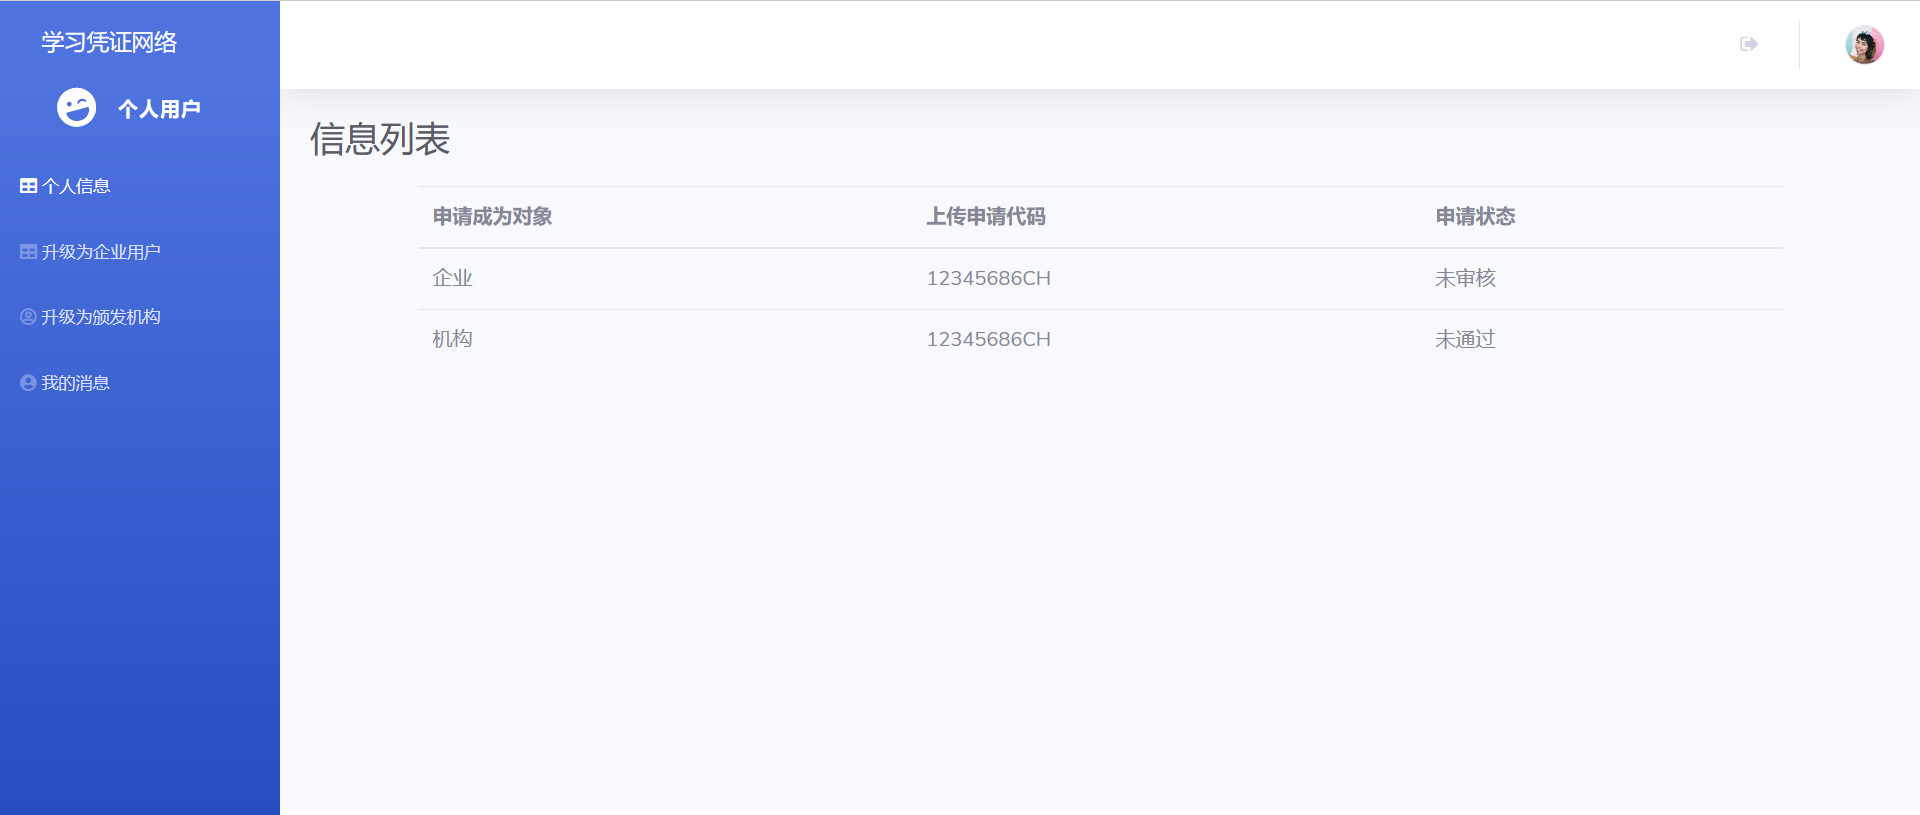 学习凭证网络
个人用户
个人信息
升级为企业用户
升级为颁发机构
我的消息
信息列表
申请成为对象 上传申请代码 申请状态
企业 12345686CH 未审核
机构 12345686CH 未通过